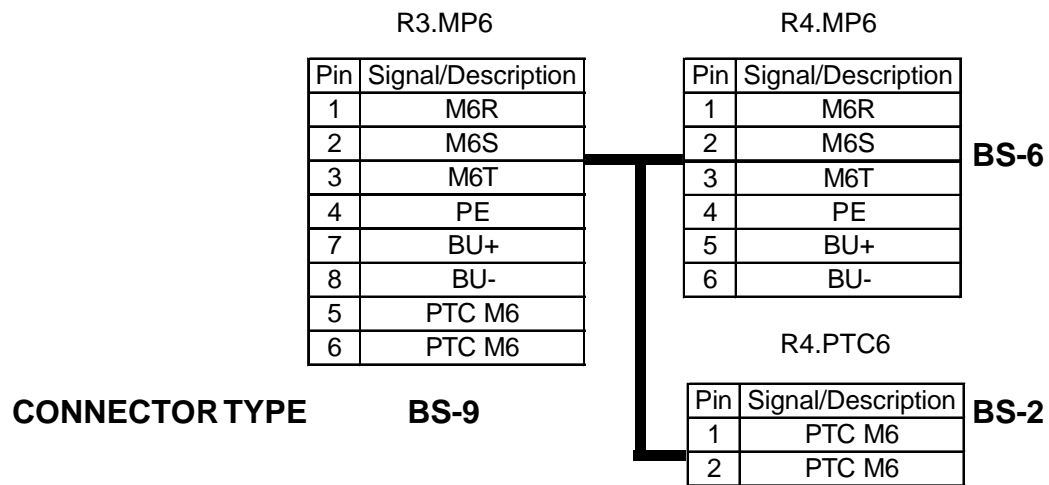 R3.MP6
Pin Signal/Description
1 M6R
2 M6S
3 M6T
4 PE
7 BU+
8 BU-
5 PTC M6
6 PTC M6
R4.MP6
Pin Signal/Description
1 M6R
2 M6S
3 M6T
4 PE
5 BU+
6 BU-
BS-6
R4.PTC6
Pin Signal/Description
1 PTC M6
2 PTC M6
BS-2
CONNECTOR TYPE BS-9